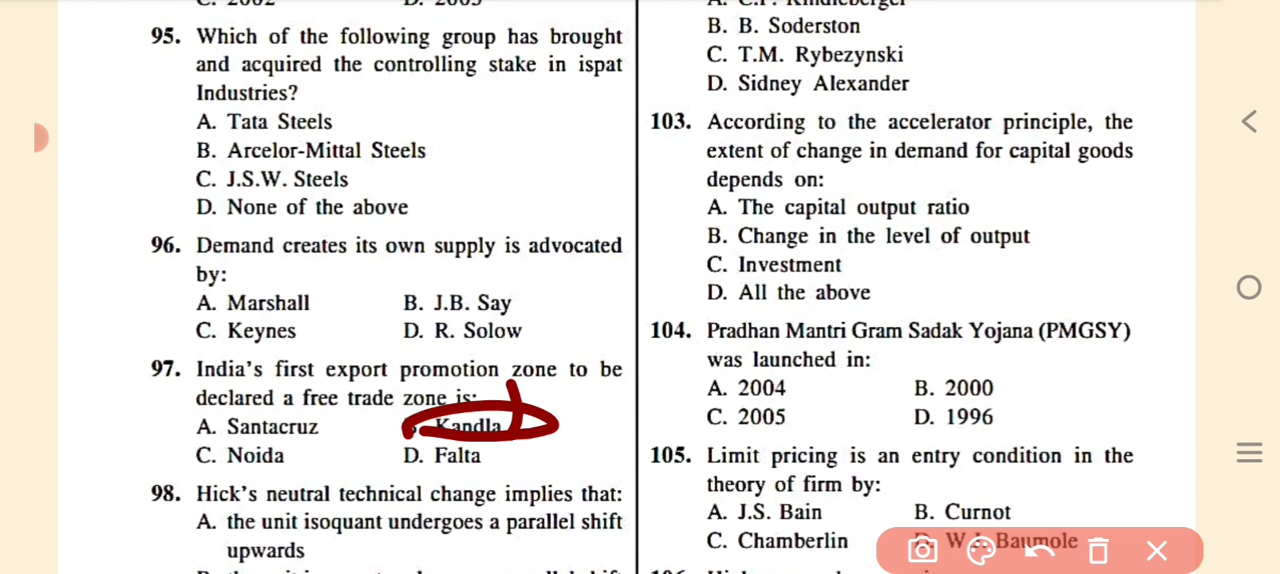 95. Which of the following group has brought
and acquired the controlling stake in ispat
Industries?
A. Tata Steels
B. Arcelor-Mittal Steels
C. J.S.W. Steels
D. None of the above
96. Demand creates its own supply is advocated
by:
A. Marshall B. J.B. Say
C. Keynes D. R. Solow
97. India's first export promotion zone to be
declared a free trade zone is:
A. Santacruz Kandla
C. Noida D. Falta
98. Hick's neutral technical change implies that:
A. the unit isoquant undergoes a parallel shift
upwards
B. B. Soderston
C. T.M. Rybezynski
D. Sidney Alexander
103. According to the accelerator principle, the
extent of change in demand for capital goods
depends on:
A. The capital output ratio
B. Change in the level of output
C. Investment
D. All the above
104. Pradhan Mantri Gram Sadak Yojana (PMGSY)
was launched in:
A. 2004 B. 2000
C. 2005 D. 1996
105. Limit pricing is an entry condition in the
theory of firm by:
A. J.S. Bain B. Curnot
C. Chamberlin Baumole